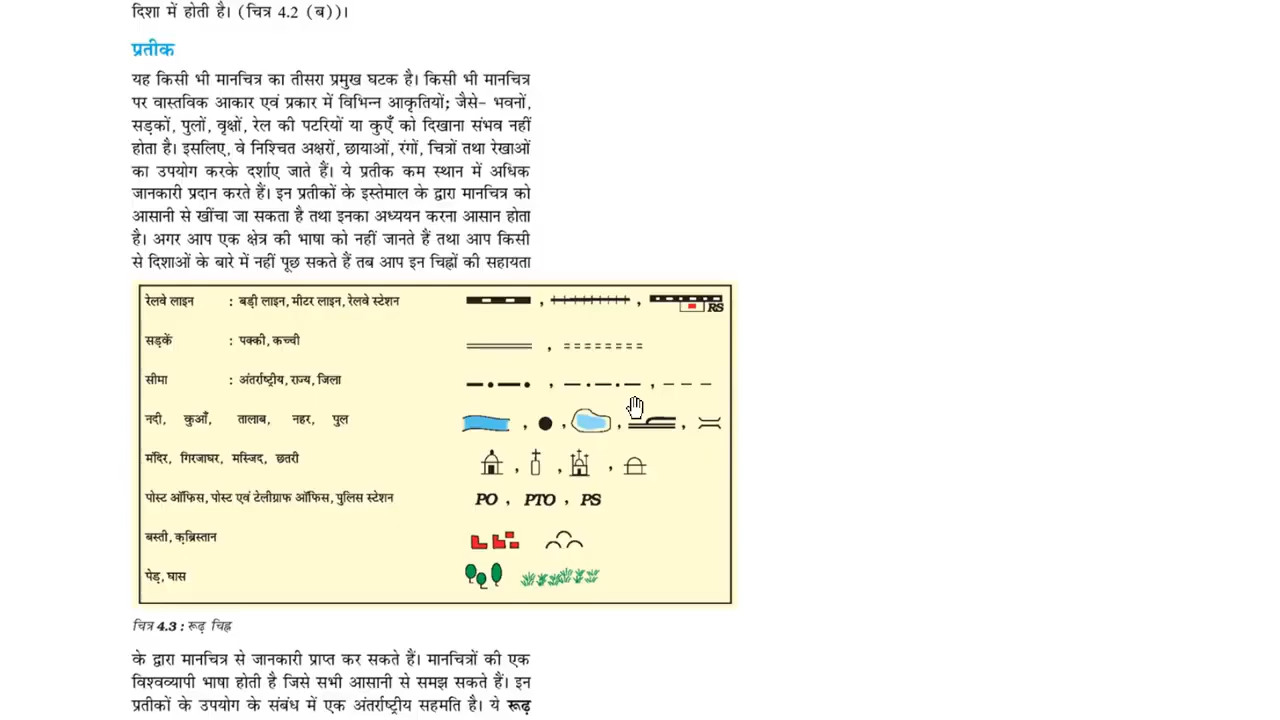 दिशा में होती है। (चित्र 4.2 (ब))।
प्रतीक
यह किसी भी मानचित्र का तीसरा प्रमुख घटक है। किसी भी मानचित्र
पर वास्तविक आकार एवं प्रकार में विभिन्न आकृतियों; जैसे- भवनों,
सड़कों, पुलों, वृक्षों, रेल की पटरियों या कुएँ को दिखाना संभव नहीं
होता है। इसलिए, वे निश्चित अक्षरों, छायाओं, रंगों, चित्रों तथा रेखाओं
का उपयोग करके दर्शाए जाते हैं। ये प्रतीक कम स्थान में अधिक
जानकारी प्रदान करते हैं। इन प्रतीकों के इस्तेमाल के द्वारा मानचित्र को
आसानी से खींचा जा सकता है तथा इनका अध्ययन करना आसान होता
है। अगर आप एक क्षेत्र की भाषा को नहीं जानते हैं तथा आप किसी
से दिशाओं के बारे में नहीं पूछ सकते हैं तब आप इन चिह्नों की सहायता
रेलवे लाइन : बड़ी लाइन, मीटर लाइन, रेलवे स्टेशन , , RS
सड़कें : पक्की, कच्ची ,
सीमा : अंतर्राष्ट्रीय, राज्य, जिला , ,
नदी, कुआँ, तालाब, नहर, पुल , , , ,
मंदिर, गिरजाघर, मस्जिद, छतरी , , ,
पोस्ट ऑफिस, पोस्ट एवं टेलीग्राफ ऑफिस, पुलिस स्टेशन PO , PTO , PS
बस्ती, क़ब्रिस्तान
पेड़, घास
चित्र 4.3 : रूढ़ चिह्न
के द्वारा मानचित्र से जानकारी प्राप्त कर सकते हैं। मानचित्रों की एक
विश्वव्यापी भाषा होती है जिसे सभी आसानी से समझ सकते हैं। इन
प्रतीकों के उपयोग के संबंध में एक अंतर्राष्ट्रीय सहमति है। ये रूढ़